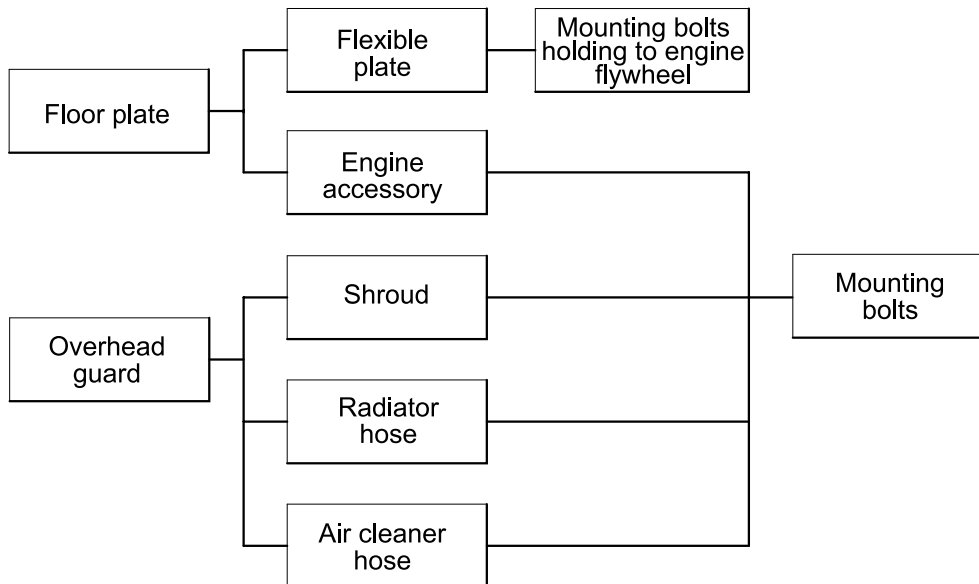 Flexible
plate
Mounting bolts
holding to engine
flywheel
Floor plate
Engine
accessory
Shroud
Mounting
bolts
Overhead
guard
Radiator
hose
Air cleaner
hose